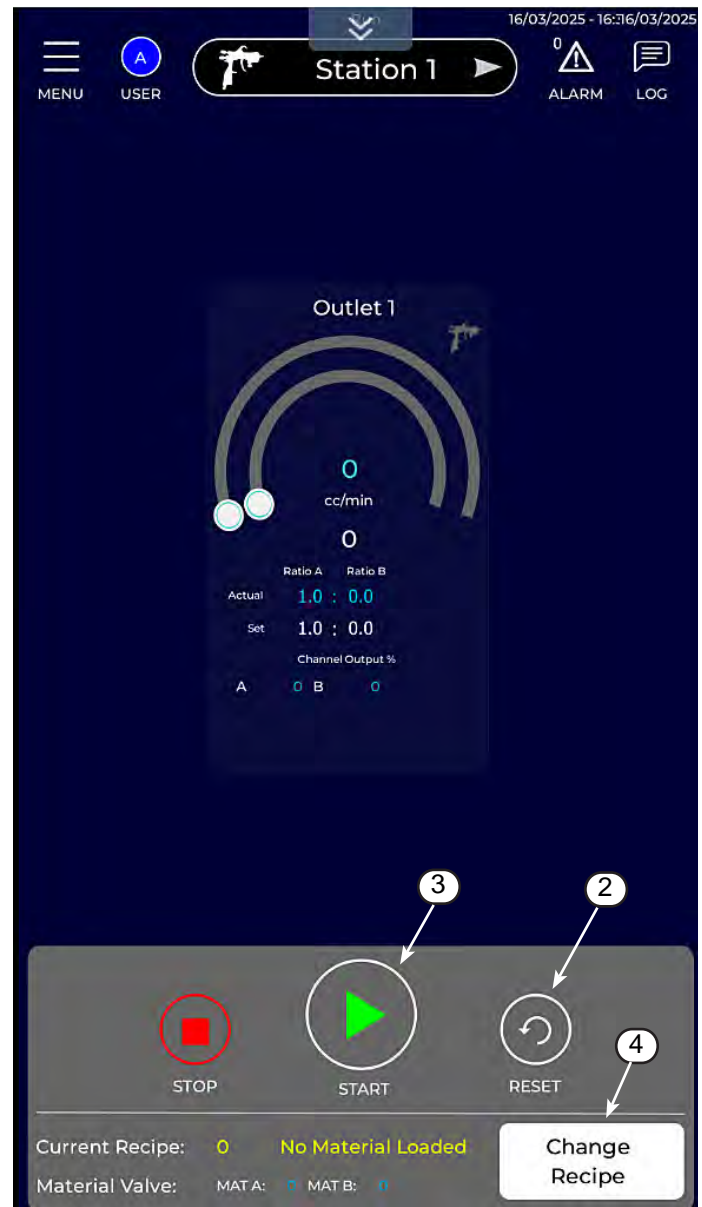 16/03/2025 - 16:16/03/2025
Station 1
0
A
MENU
USER
ALARM
LOG
Outlet 1
0
cc/min
0
Ratio A Ratio B
Actual 1.0 : 0.0
Set 1.0 : 0.0
Channel Output %
A 0 B 0
3
2
4
STOP
START
RESET
Current Recipe: 0 No Material Loaded
Change
Recipe
Material Valve: MAT A: 0 MAT B: 0